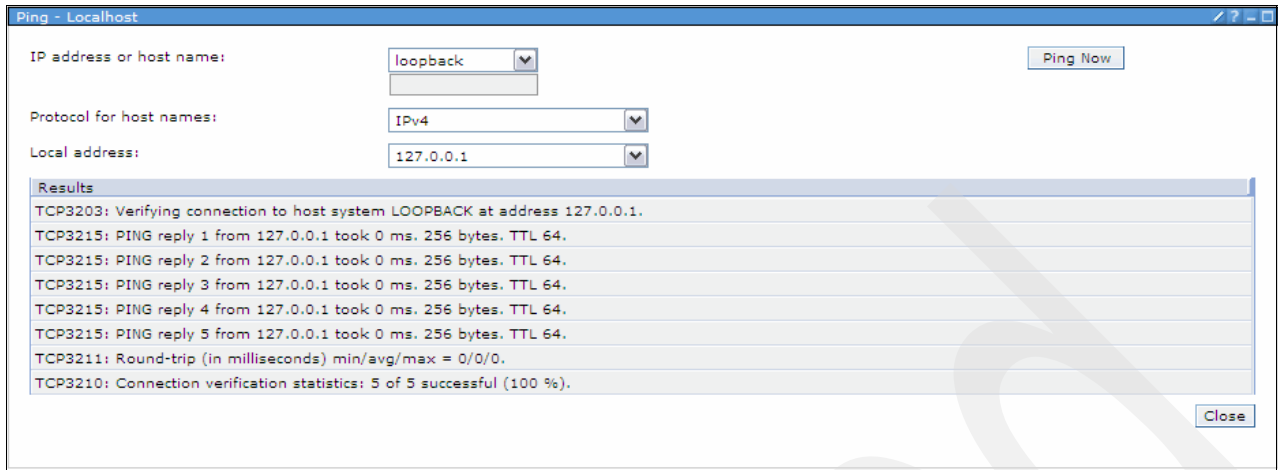 Ping - Localhost
IP address or host name:
loopback
Ping Now
Protocol for host names:
IPv4
Local address:
127.0.0.1
Results
TCP3203: Verifying connection to host system LOOPBACK at address 127.0.0.1.
TCP3215: PING reply 1 from 127.0.0.1 took 0 ms. 256 bytes. TTL 64.
TCP3215: PING reply 2 from 127.0.0.1 took 0 ms. 256 bytes. TTL 64.
TCP3215: PING reply 3 from 127.0.0.1 took 0 ms. 256 bytes. TTL 64.
TCP3215: PING reply 4 from 127.0.0.1 took 0 ms. 256 bytes. TTL 64.
TCP3215: PING reply 5 from 127.0.0.1 took 0 ms. 256 bytes. TTL 64.
TCP3211: Round-trip (in milliseconds) min/avg/max = 0/0/0.
TCP3210: Connection verification statistics: 5 of 5 successful (100 %).
Close